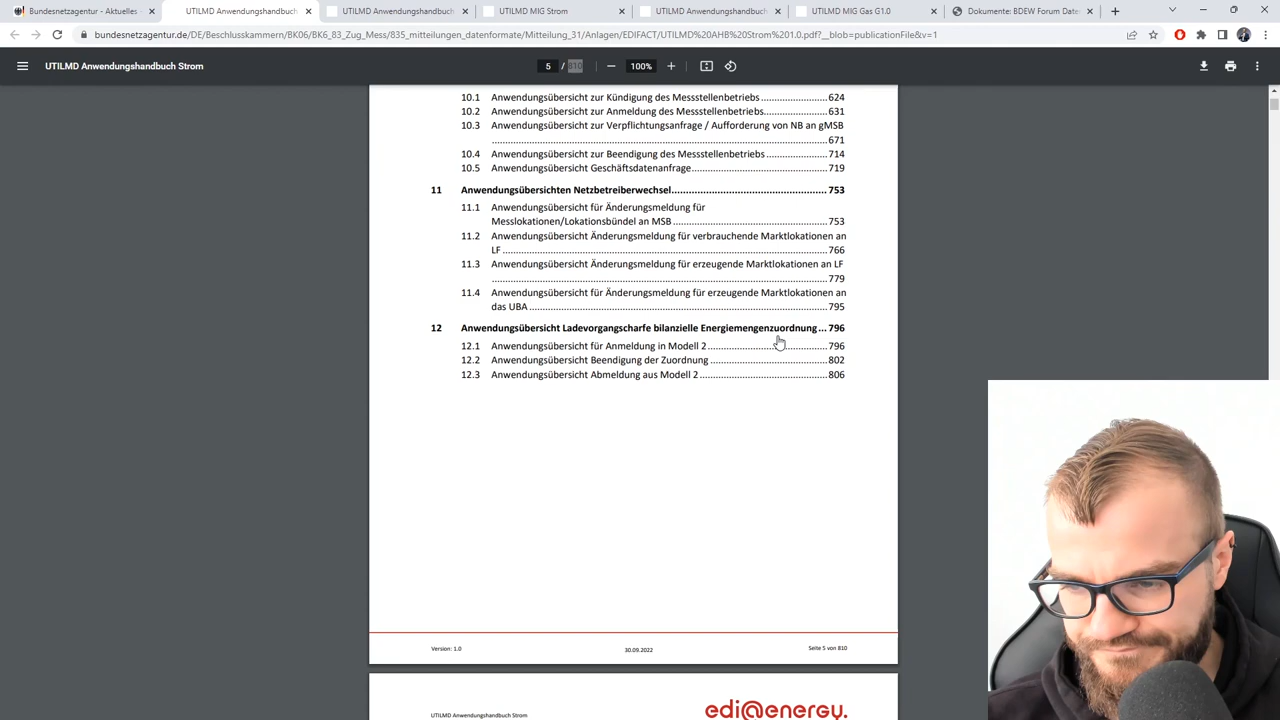 Bundesnetzagentur - Aktuelles -
UTILMD Anwendungshandbuch
UTILMD Anwendungshandbuch
UTILMD MIG Strom
UTILMD Anwendungshandbuch
UTILMD MIG Gas G1.0
Dokumente: BDEW Forum Date
bundesnetzagentur.de/DE/Beschlusskammern/BK06/BK6_83_Zug_Mess/835_mitteilungen_datenformate/Mitteilung_31/Anlagen/EDIFACT/UTILMD%20AHB%20Strom%201.0.pdf?__blob=publicationFile&v=1
UTILMD Anwendungshandbuch Strom
5 / 810
100%
10.1 Anwendungsübersicht zur Kündigung des Messstellenbetriebs ........................ 624
10.2 Anwendungsübersicht zur Anmeldung des Messstellenbetriebs ...................... 631
10.3 Anwendungsübersicht zur Verpflichtungsanfrage / Aufforderung von NB an gMSB
........................................................................................................................ 671
10.4 Anwendungsübersicht zur Beendigung des Messstellenbetriebs ...................... 714
10.5 Anwendungsübersicht Geschäftsdatenanfrage ................................................ 719
11 Anwendungsübersichten Netzbetreiberwechsel ....................................................... 753
11.1 Anwendungsübersicht für Änderungsmeldung für
Messlokationen/Lokationsbündel an MSB ...................................................... 753
11.2 Anwendungsübersicht Änderungsmeldung für verbrauchende Marktlokationen an
LF .................................................................................................................... 766
11.3 Anwendungsübersicht Änderungsmeldung für erzeugende Marktlokationen an LF
........................................................................................................................ 779
11.4 Anwendungsübersicht für Änderungsmeldung für erzeugende Marktlokationen an
das UBA ........................................................................................................... 795
12 Anwendungsübersicht Ladevorgangscharfe bilanzielle Energiemengenzuordnung ... 796
12.1 Anwendungsübersicht für Anmeldung in Modell 2 .......................................... 796
12.2 Anwendungsübersicht Beendigung der Zuordnung ......................................... 802
12.3 Anwendungsübersicht Abmeldung aus Modell 2 ............................................. 806
Version: 1.0
30.09.2022
Seite 5 von 810
UTILMD Anwendungshandbuch Strom
edi@energy.